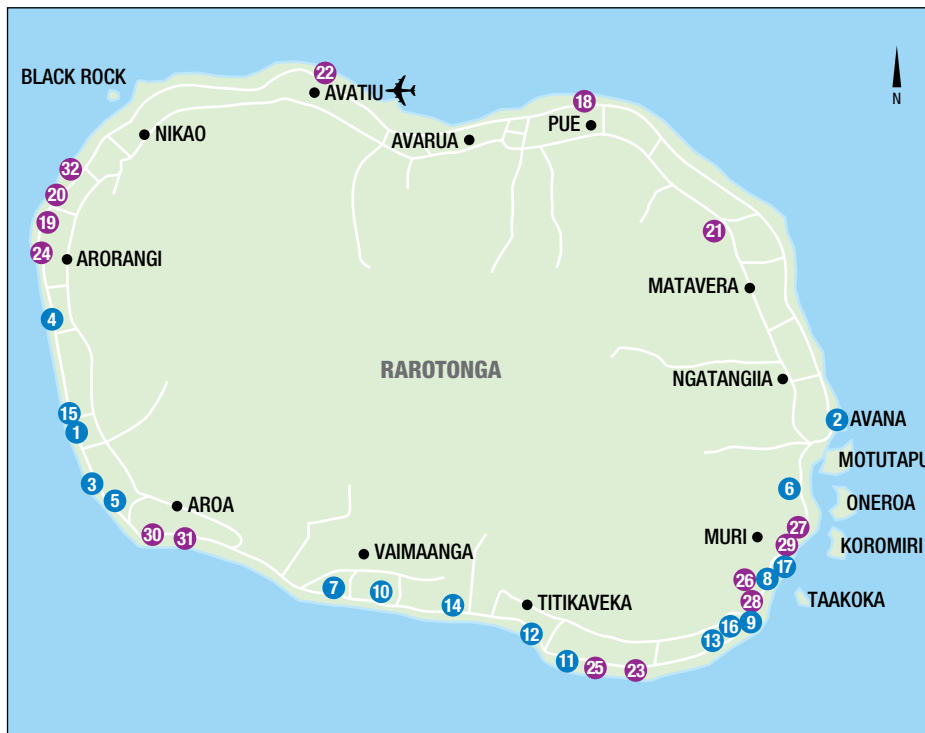 22
BLACK ROCK
AVATIU
N
18
NIKAO
PUE
AVARUA
32
20
19
21
24
ARORANGI
MATAVERA
4
RAROTONGA
NGATANGIIA
15
2 AVANA
1
MOTUTAPU
3
6
5
ONEROA
AROA
27
30
31
MURI
29
KOROMIRI
VAIMAANGA
17
26
8
7
10
TAAKOKA
28
14
TITIKAVEKA
9
16
12
13
11
25
23